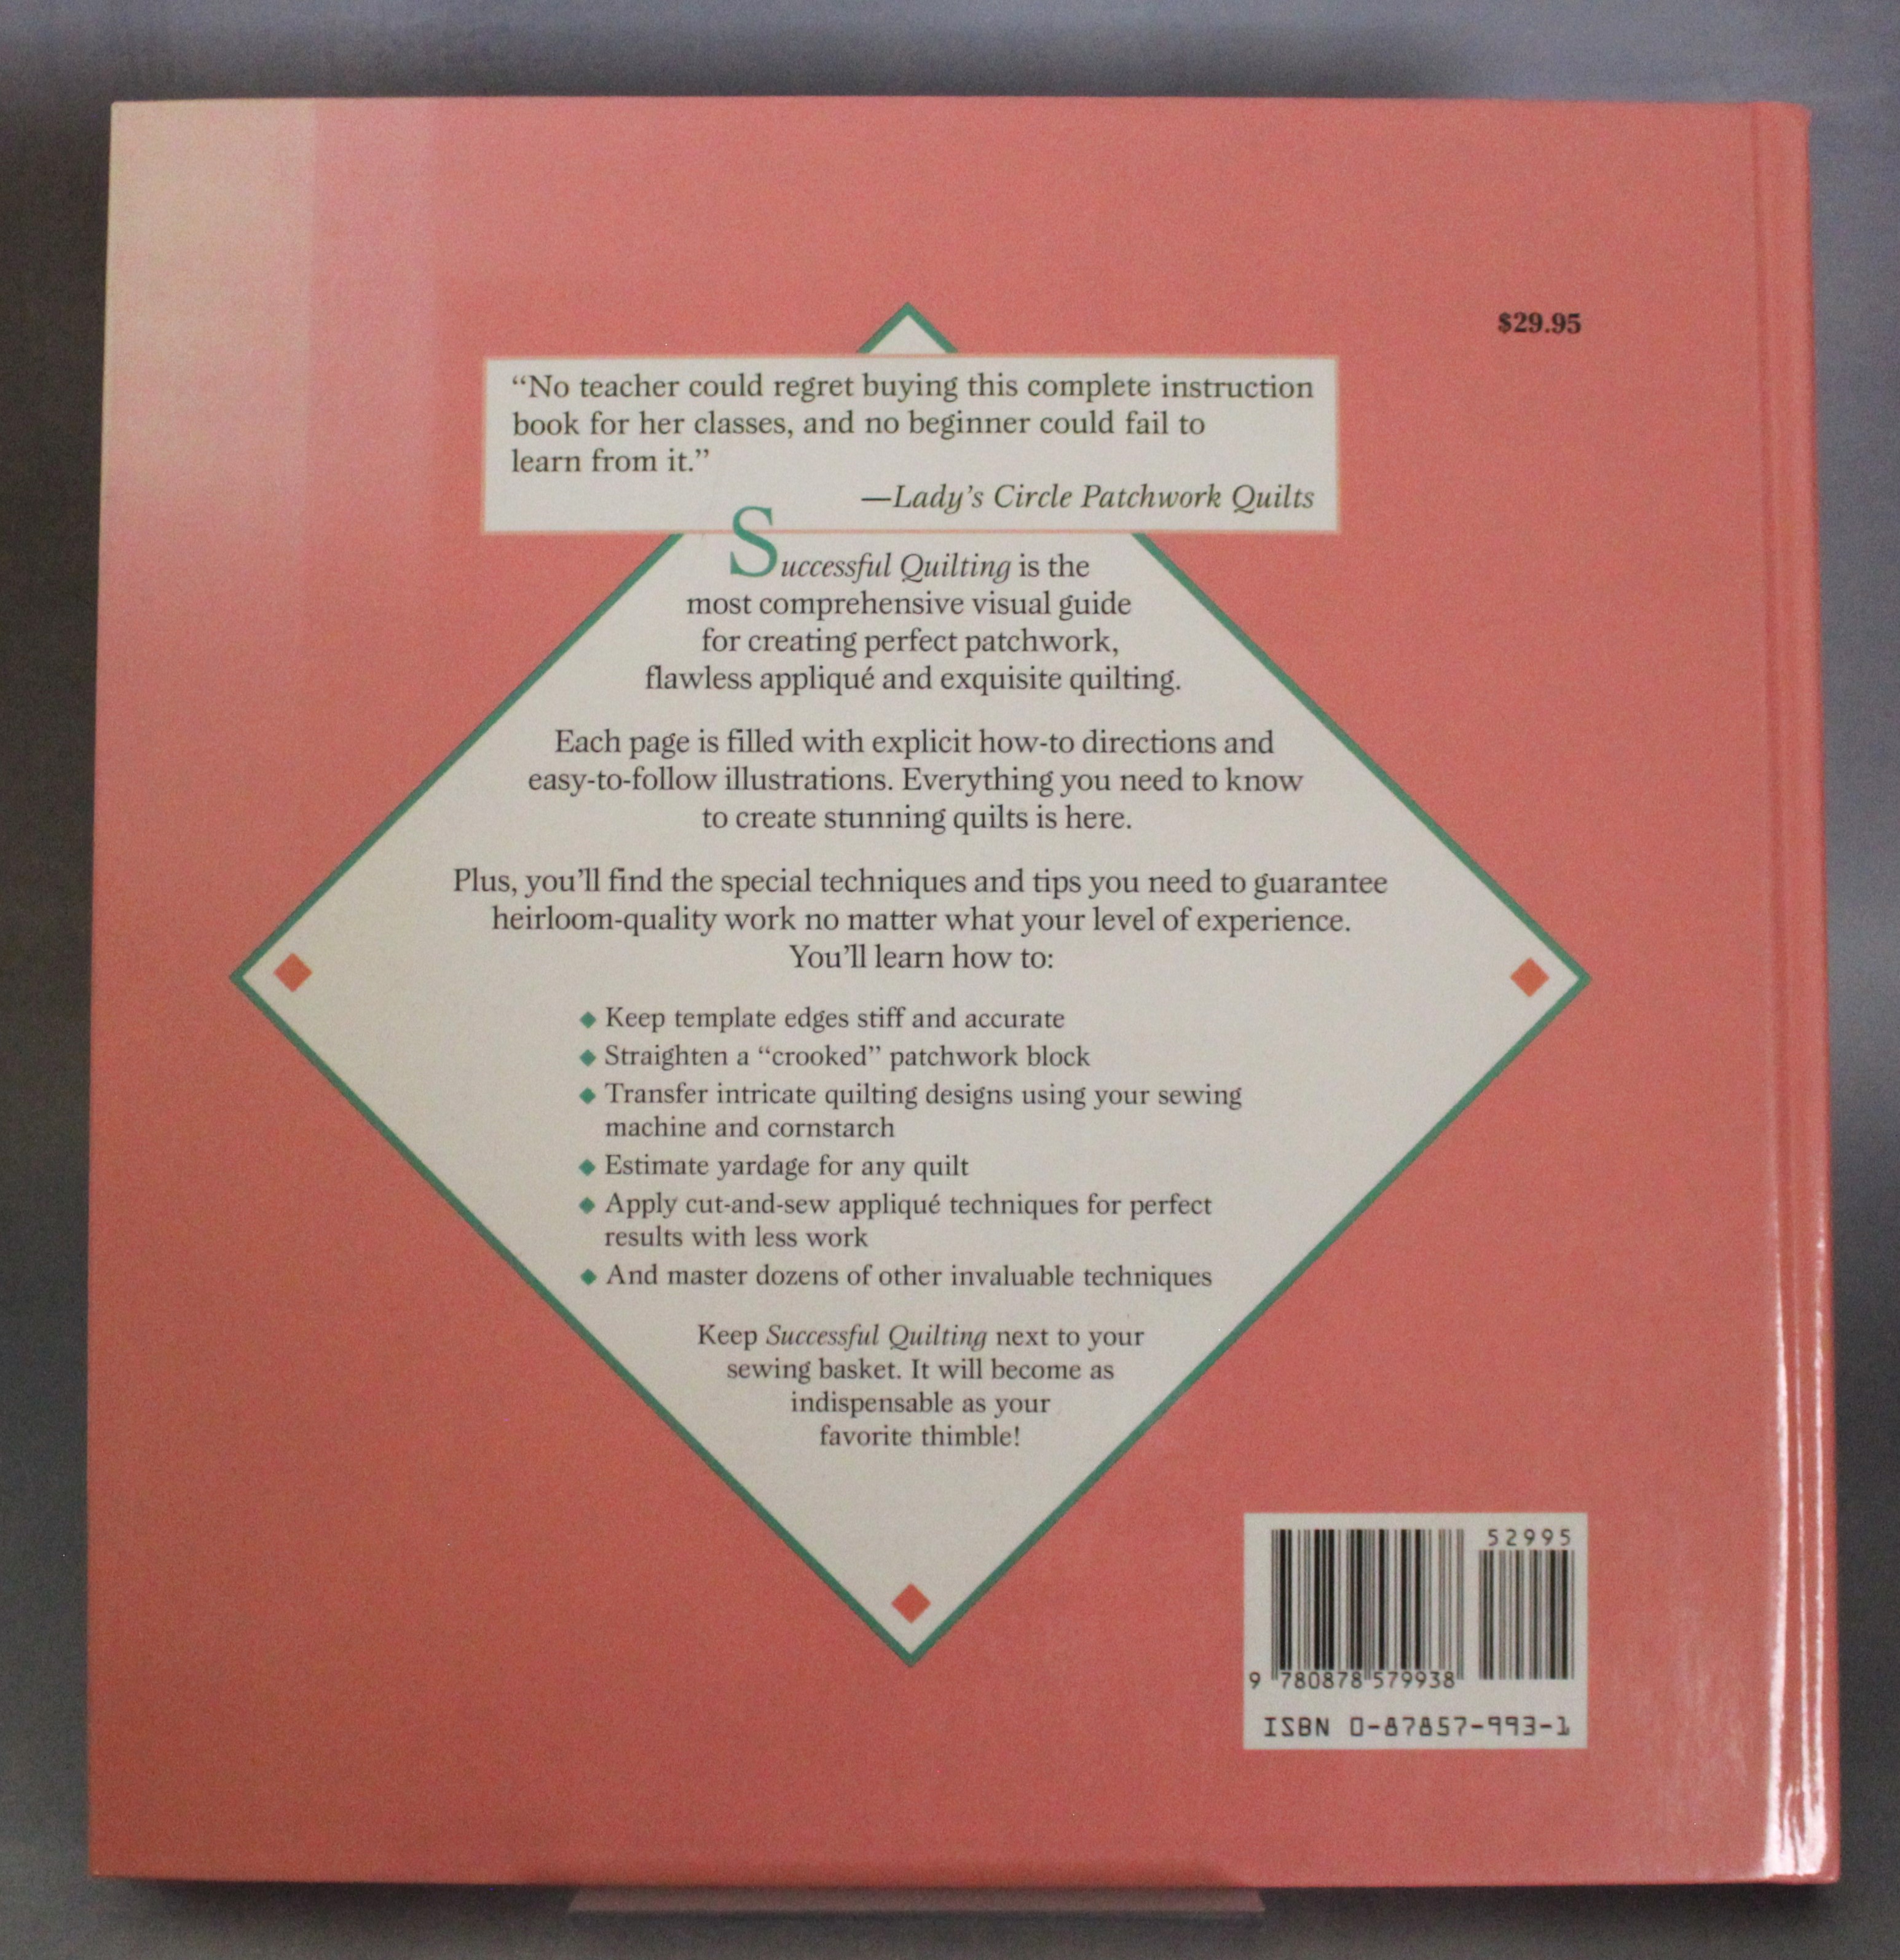 $29.95
“No teacher could regret buying this complete instruction
book for her classes, and no beginner could fail to
learn from it.”
—Lady’s Circle Patchwork Quilts
Successful Quilting is the
most comprehensive visual guide
for creating perfect patchwork,
flawless appliqué and exquisite quilting.
Each page is filled with explicit how-to directions and
easy-to-follow illustrations. Everything you need to know
to create stunning quilts is here.
Plus, you’ll find the special techniques and tips you need to guarantee
heirloom-quality work no matter what your level of experience.
You’ll learn how to:
◆ Keep template edges stiff and accurate
◆ Straighten a “crooked” patchwork block
◆ Transfer intricate quilting designs using your sewing
machine and cornstarch
◆ Estimate yardage for any quilt
◆ Apply cut-and-sew appliqué techniques for perfect
results with less work
◆ And master dozens of other invaluable techniques
Keep Successful Quilting next to your
sewing basket. It will become as
indispensable as your
favorite thimble!
52995
9 780878 579938
ISBN 0-87857-993-1